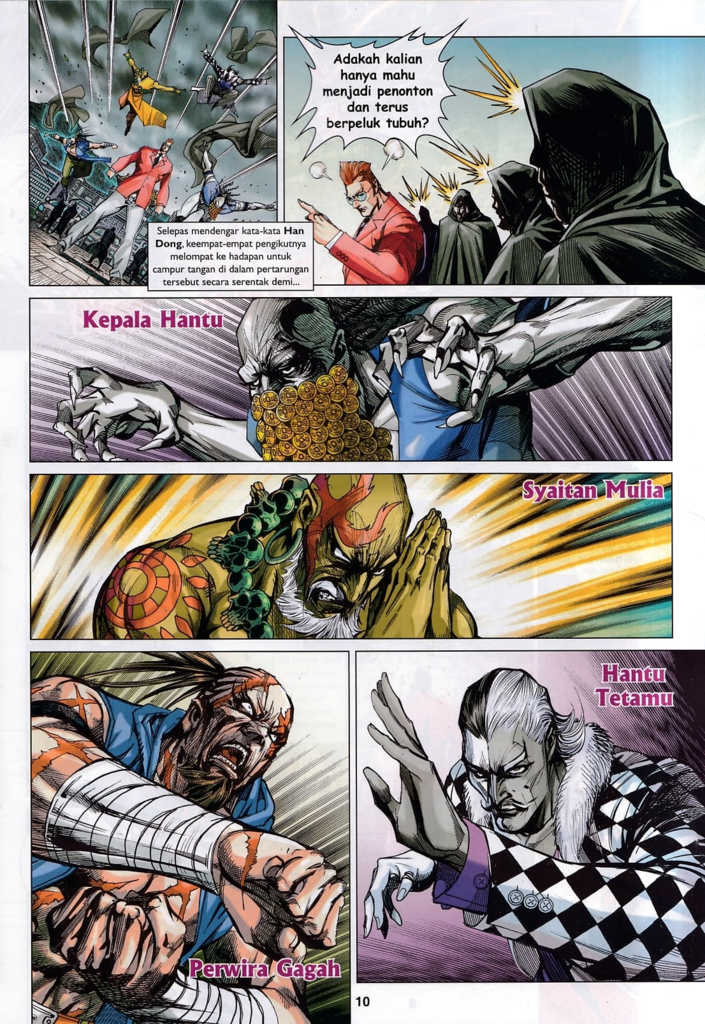 Adakah kalian
hanya mahu
menjadi penonton
dan terus
berpeluk tubuh?
Selepas mendengar kata-kata Han
Dong, keempat-empat pengikutnya
melompat ke hadapan untuk
campur tangan di dalam pertarungan
tersebut secara serentak demi...
Kepala Hantu
Syaitan Mulia
Perwira Gagah
Hantu
Tetamu
10